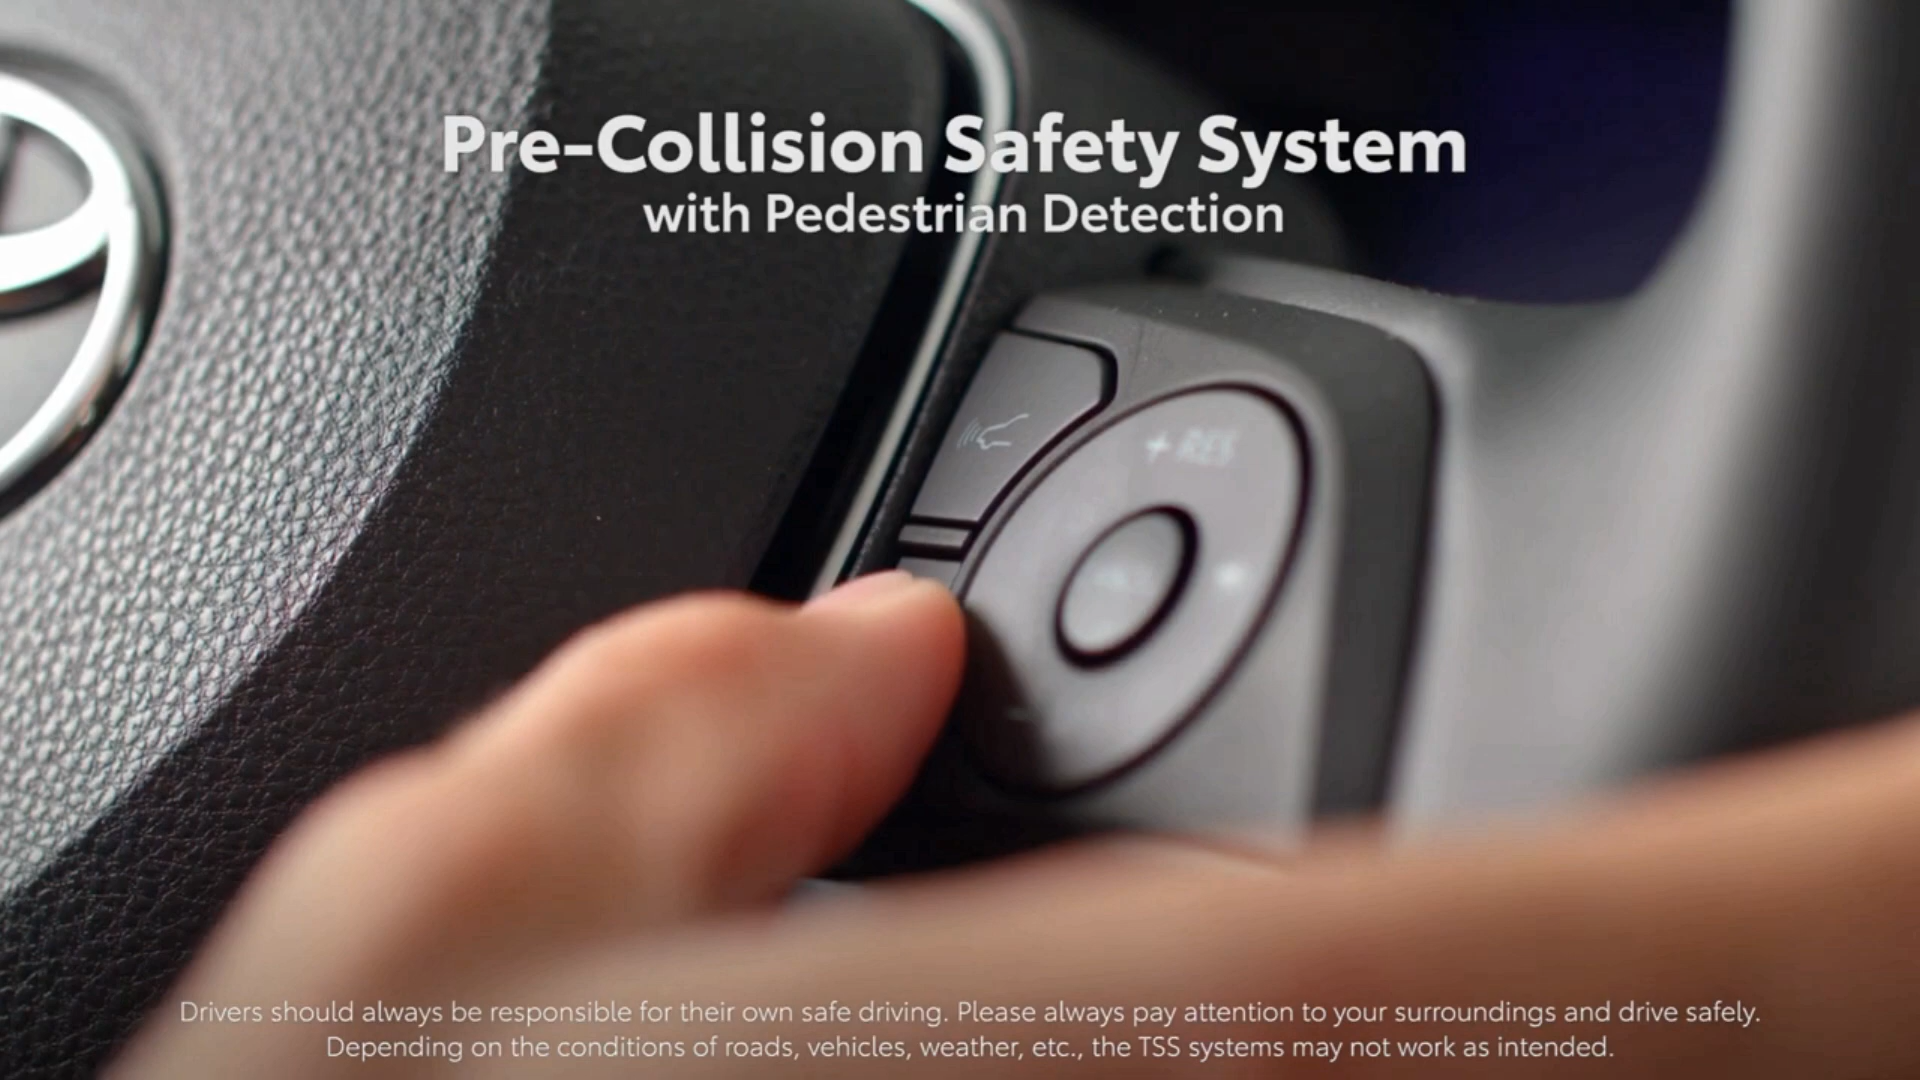 Pre-Collision Safety System
with Pedestrian Detection
+ RES
Drivers should always be responsible for their own safe driving. Please always pay attention to your surroundings and drive safely.
Depending on the conditions of roads, vehicles, weather, etc., the TSS systems may not work as intended.